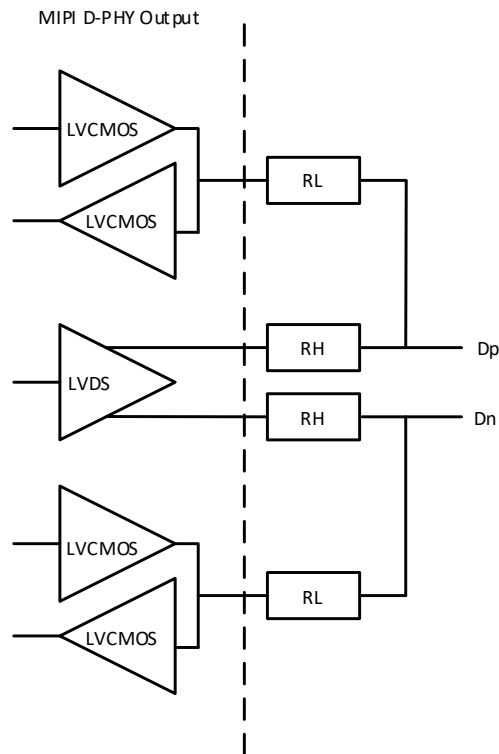 MIPI D-PHY Output
LVCMOS
RL
LVCMOS
RH
Dp
LVDS
RH
Dn
LVCMOS
RL
LVCMOS